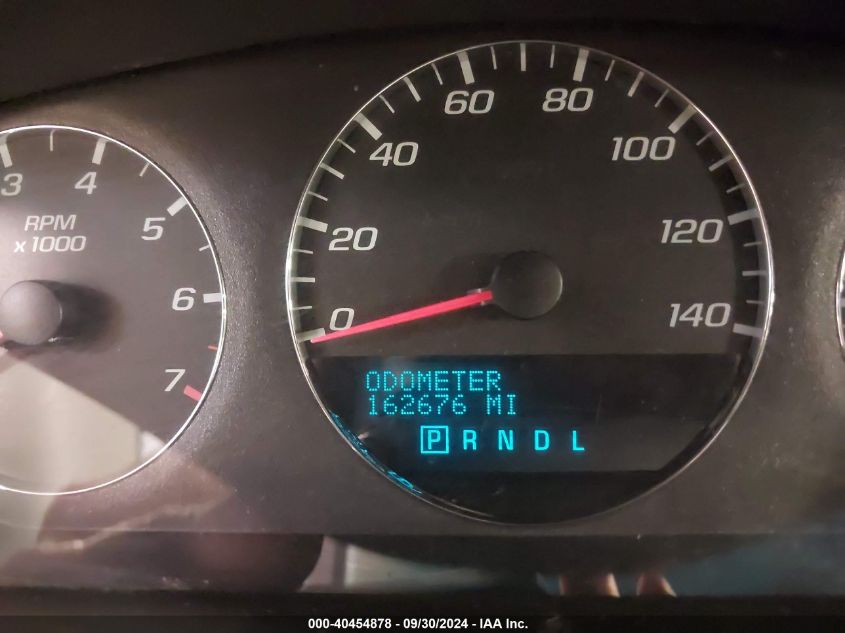 3 4 5 6 7
RPM
x 1000
0 20 40 60 80 100 120 140
ODOMETER
162676 MI
P R N D L
000-40454878 - 09/30/2024 - IAA Inc.